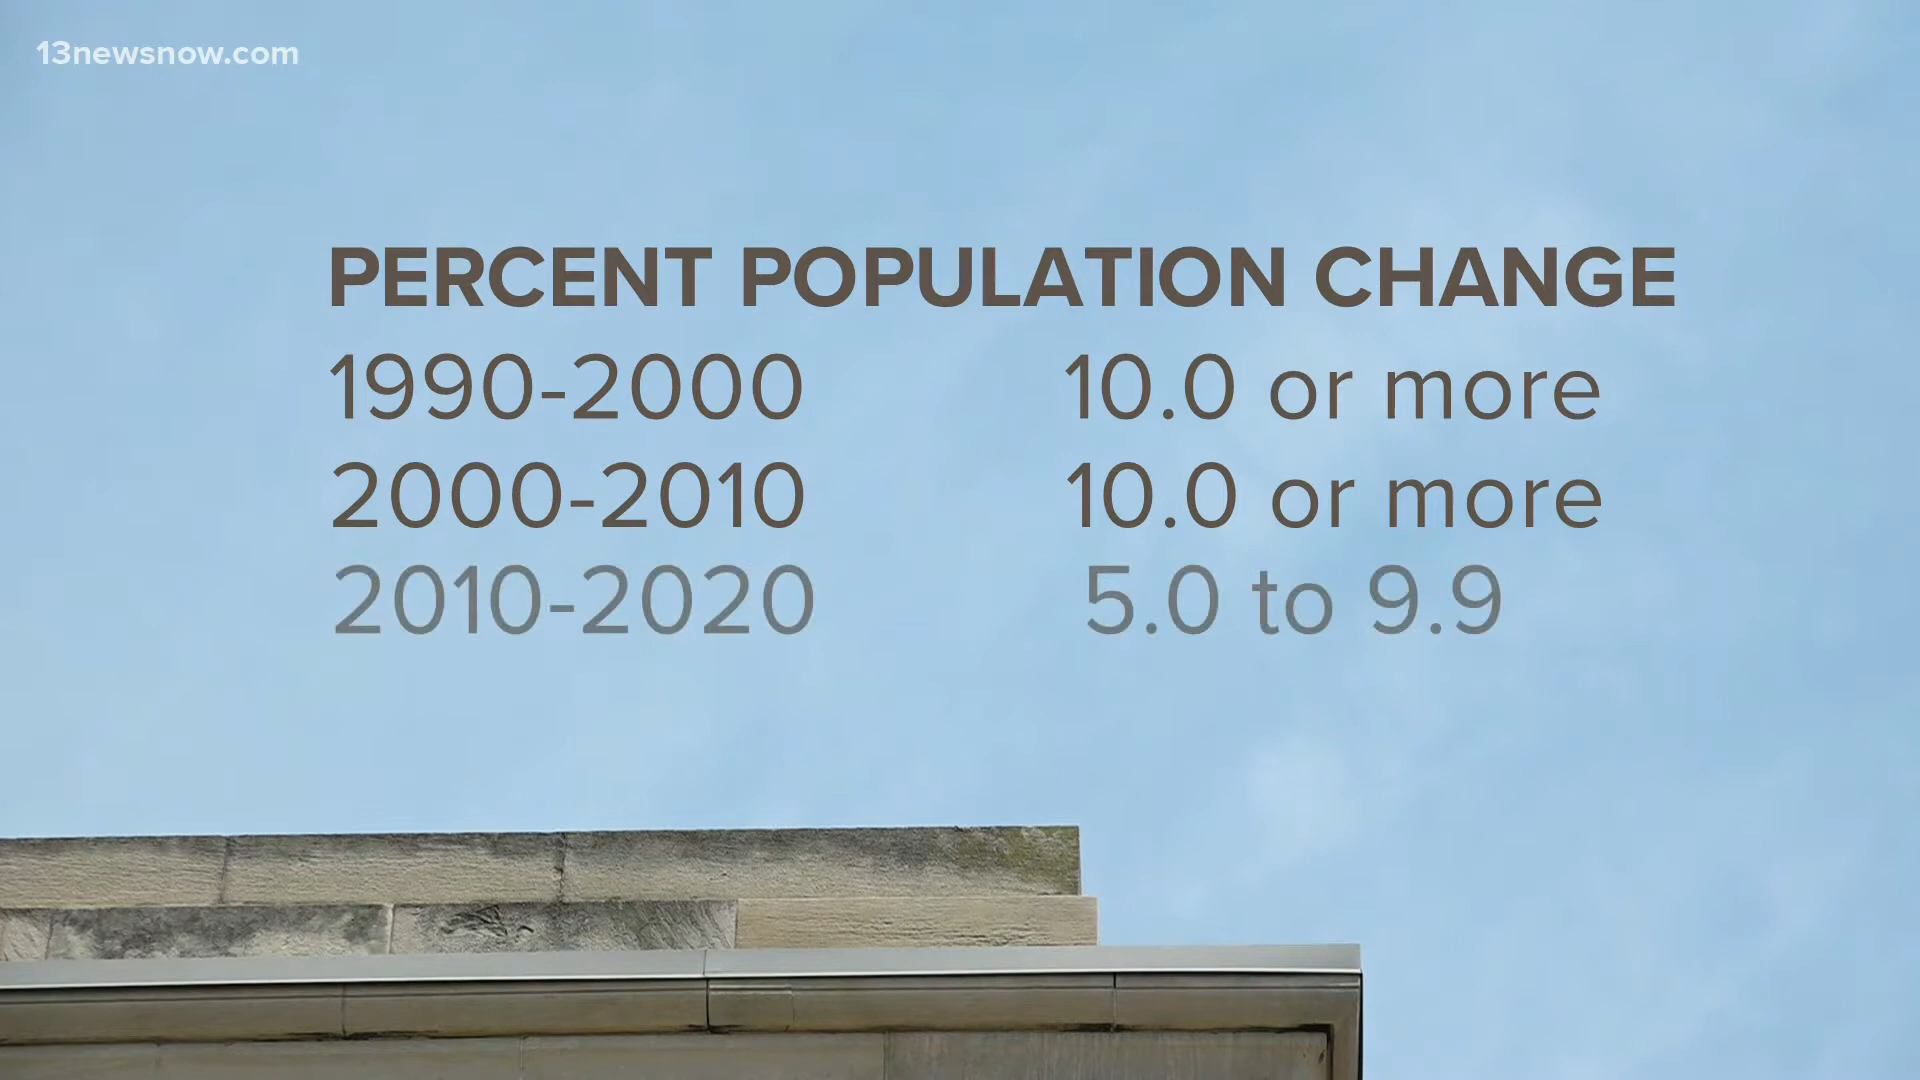 13newsnow.com
PERCENT POPULATION CHANGE
1990-2000 10.0 or more
2000-2010 10.0 or more
2010-2020 5.0 to 9.9